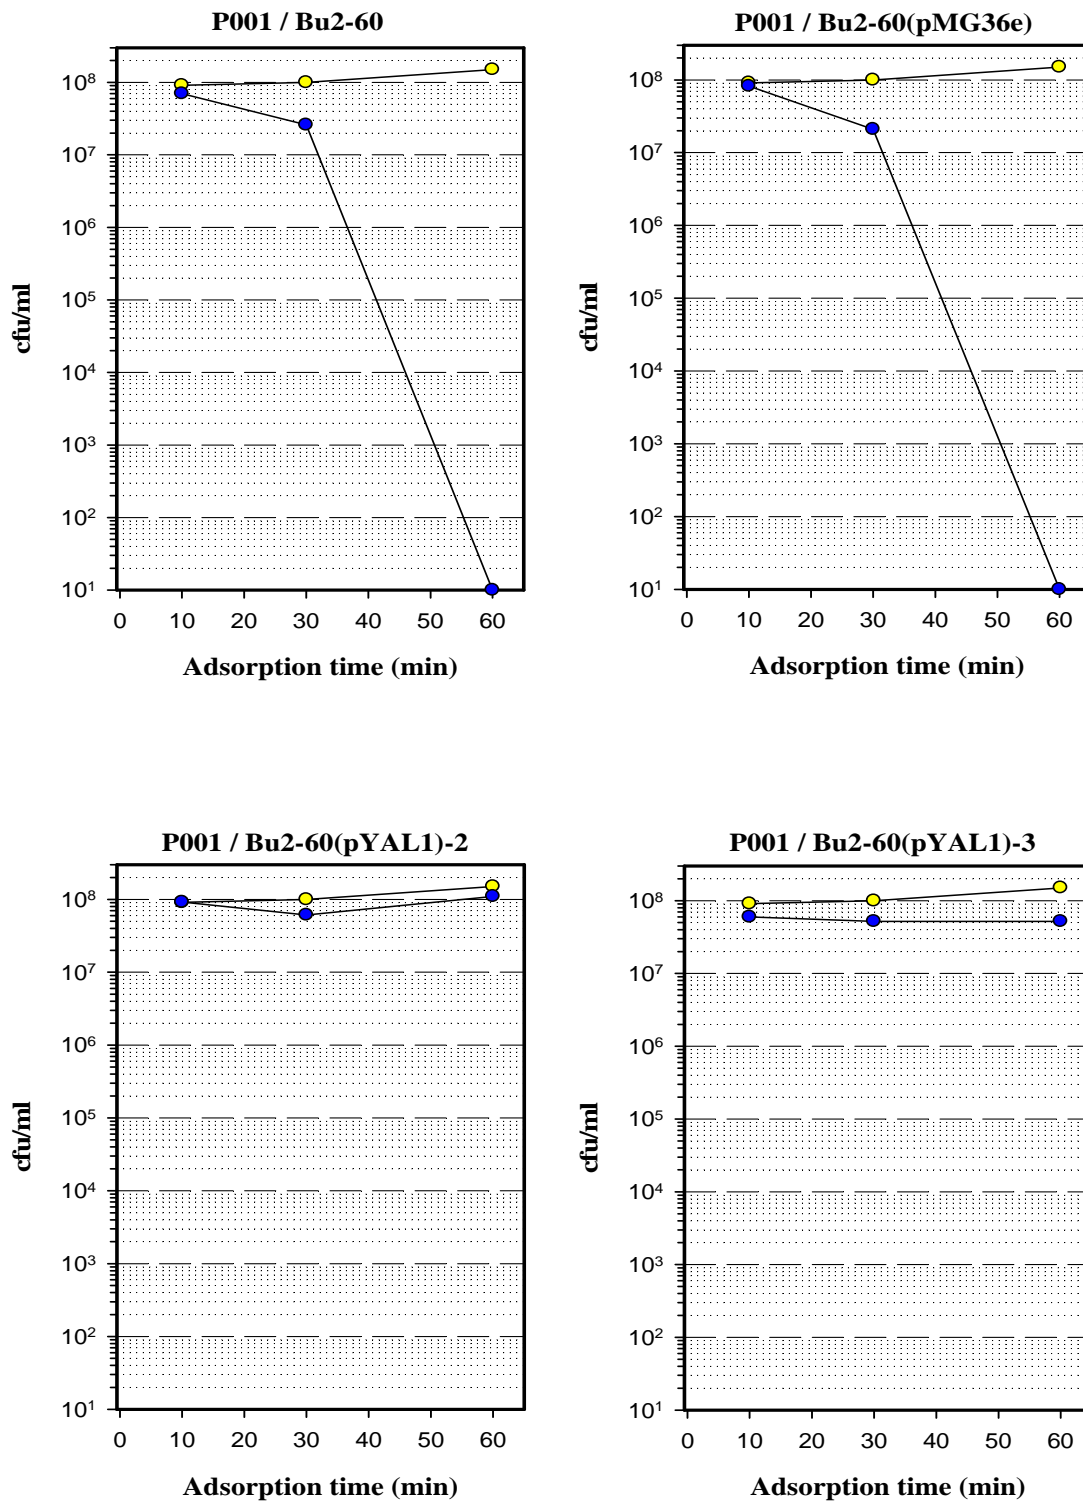 P001 / Bu2-60
P001 / Bu2-60(pMG36e)
cfu/ml
10⁸
10⁷
10⁶
10⁵
10⁴
10³
10²
10¹
0 10 20 30 40 50 60
Adsorption time (min)
cfu/ml
10⁸
10⁷
10⁶
10⁵
10⁴
10³
10²
10¹
0 10 20 30 40 50 60
Adsorption time (min)
P001 / Bu2-60(pYAL1)-2
P001 / Bu2-60(pYAL1)-3
cfu/ml
10⁸
10⁷
10⁶
10⁵
10⁴
10³
10²
10¹
0 10 20 30 40 50 60
Adsorption time (min)
cfu/ml
10⁸
10⁷
10⁶
10⁵
10⁴
10³
10²
10¹
0 10 20 30 40 50 60
Adsorption time (min)